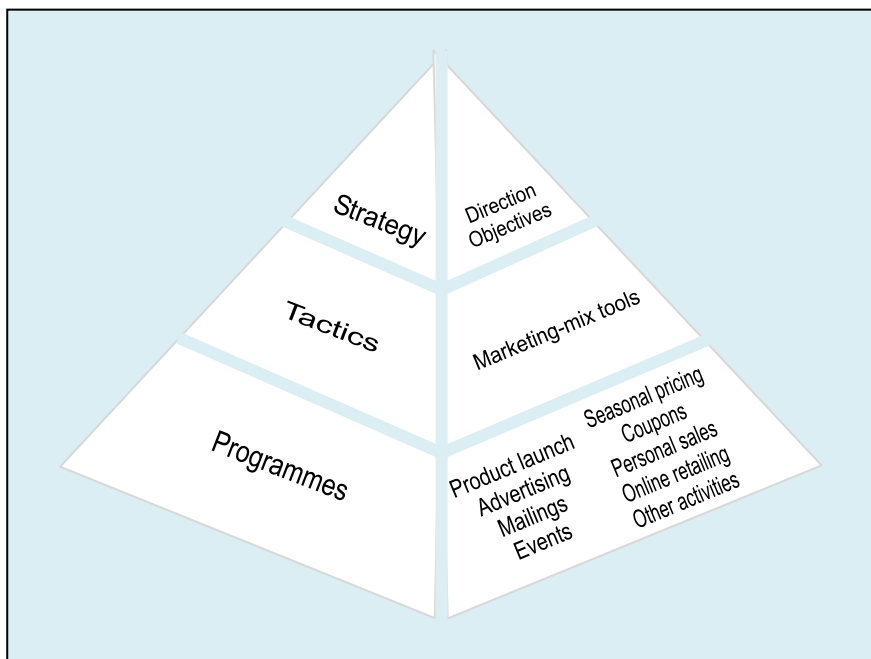 Strategy
Direction
Objectives
Tactics
Marketing-mix tools
Programmes
Product launch
Advertising
Mailings
Events
Seasonal pricing
Coupons
Personal sales
Online retailing
Other activities